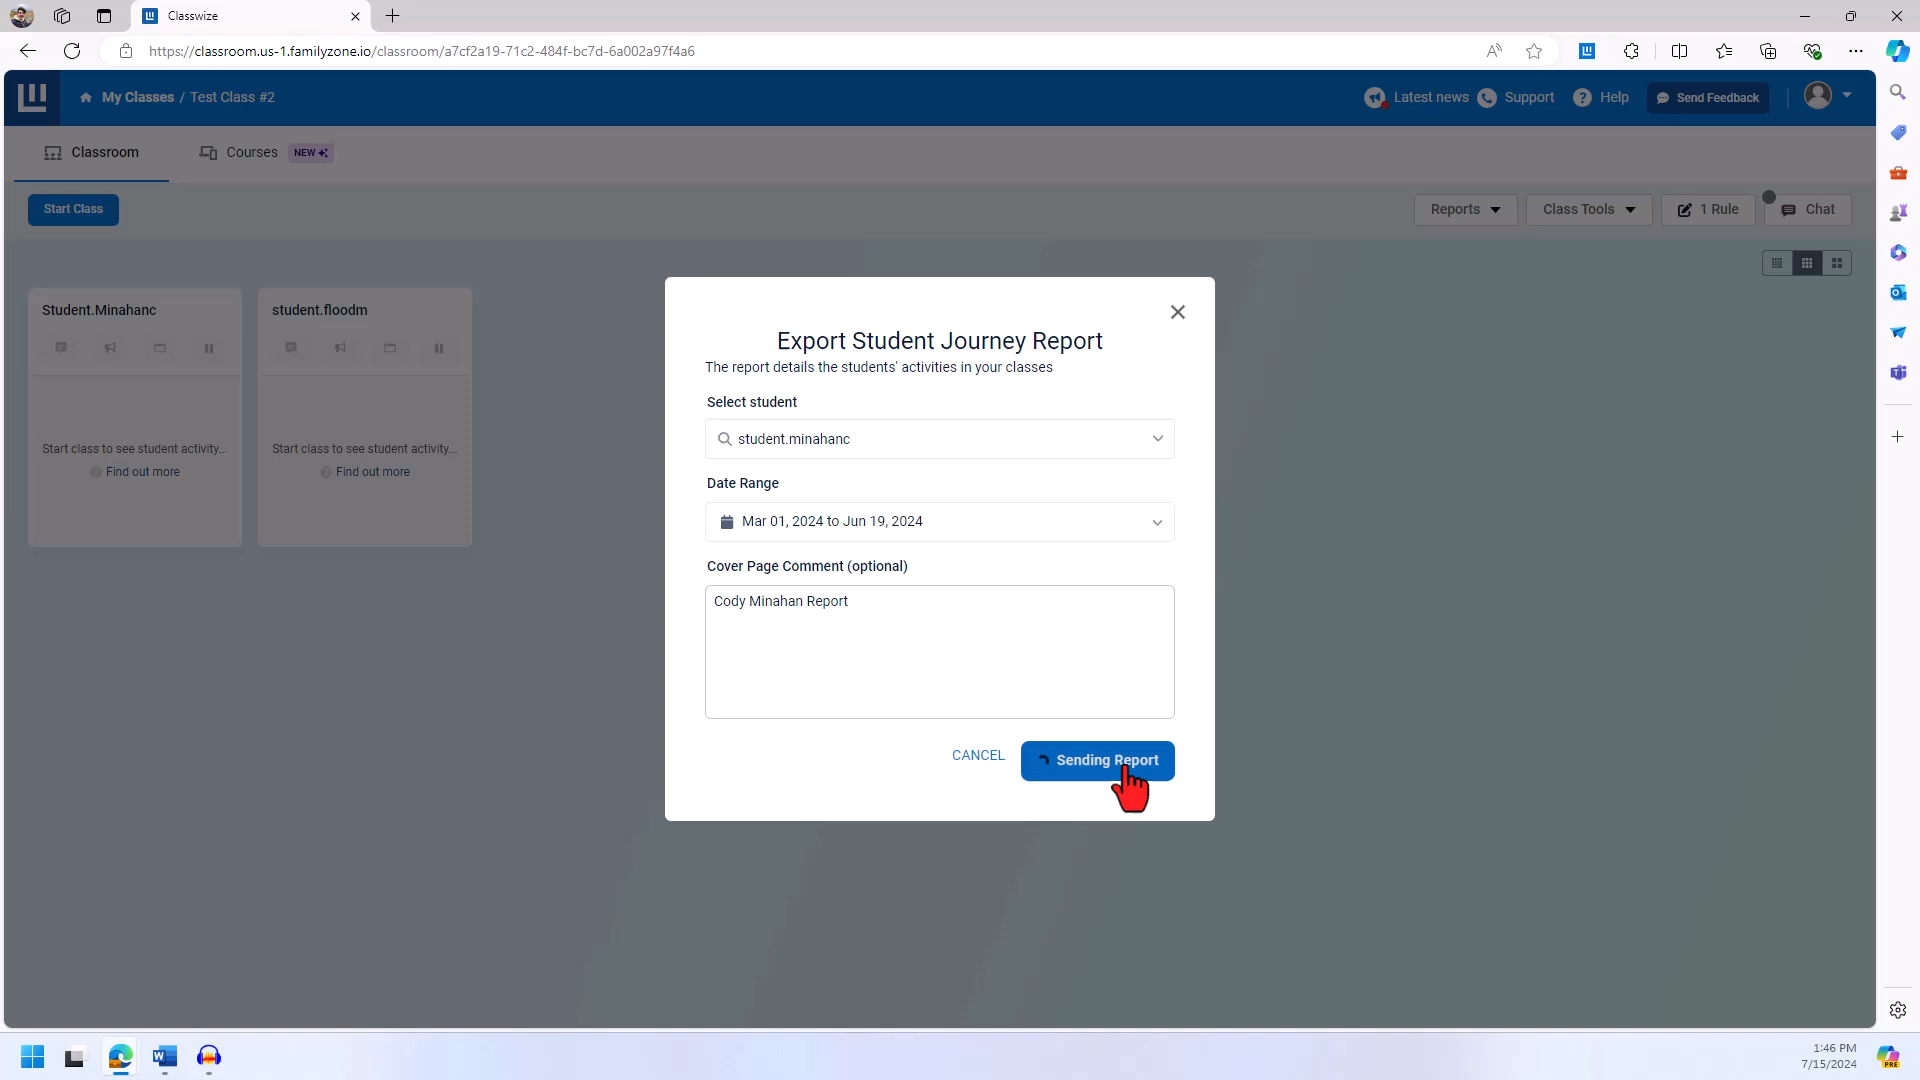 Classwize
https://classroom.us-1.familyzone.io/classroom/a7cf2a19-71c2-484f-bc7d-6a002a97f4a6
My Classes / Test Class #2
Latest news
Support
Help
Send Feedback
Classroom
Courses
NEW
Start Class
Reports
Class Tools
1 Rule
Chat
Student.Minahanc
Start class to see student activity...
Find out more
student.floodm
Start class to see student activity...
Find out more
Export Student Journey Report
The report details the students' activities in your classes
Select student
student.minahanc
Date Range
Mar 01, 2024 to Jun 19, 2024
Cover Page Comment (optional)
Cody Minahan Report
CANCEL
Sending Report
1:46 PM
7/15/2024
PRE